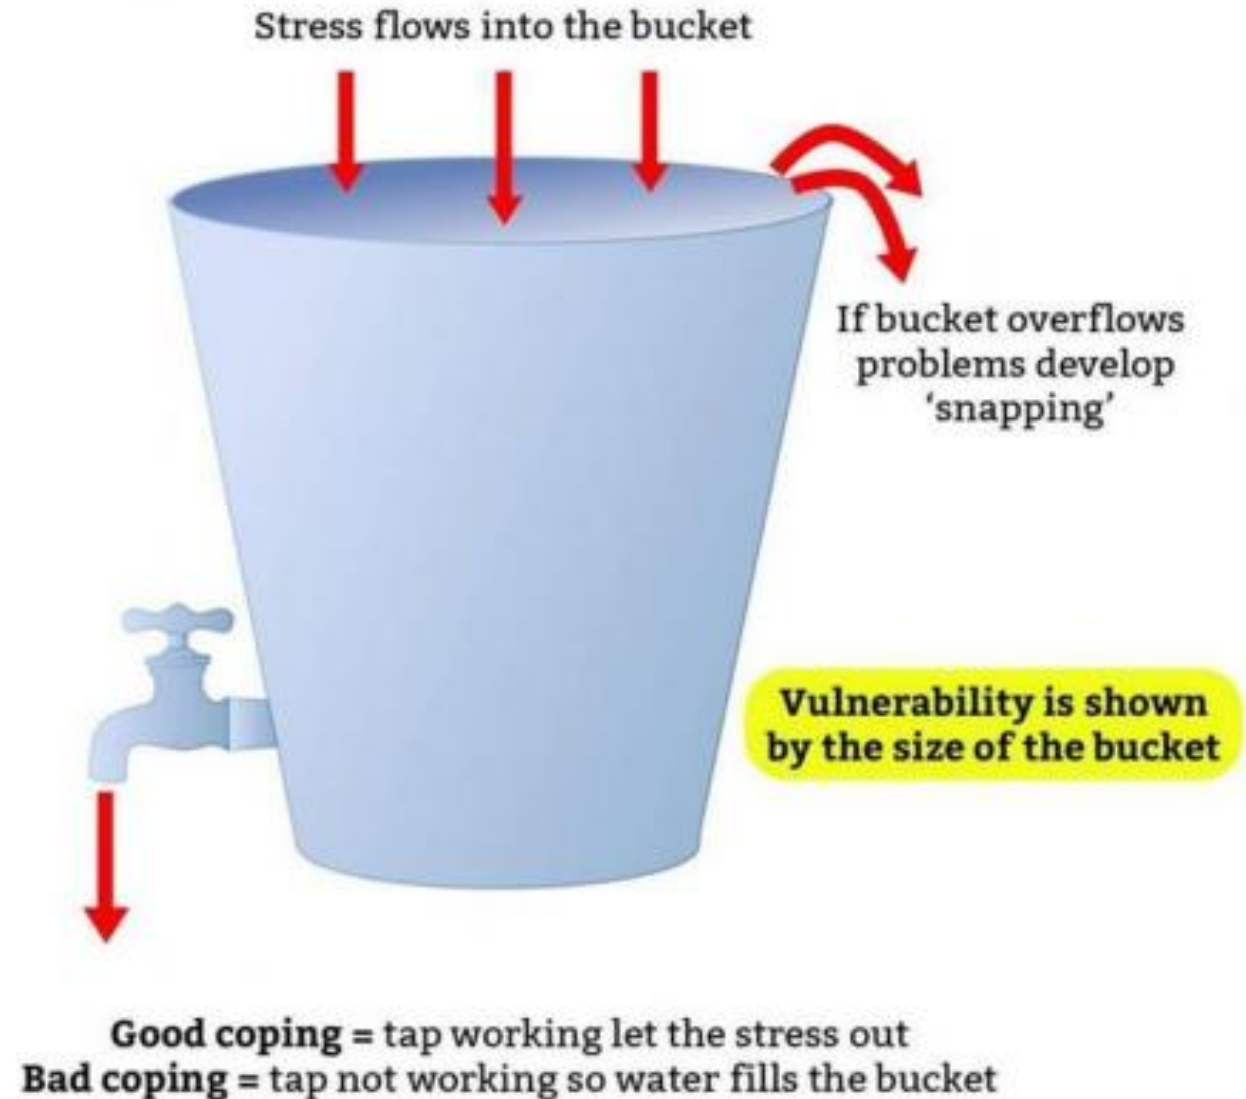 Stress flows into the bucket
If bucket overflows
problems develop
‘snapping’
Vulnerability is shown
by the size of the bucket
Good coping = tap working let the stress out
Bad coping = tap not working so water fills the bucket